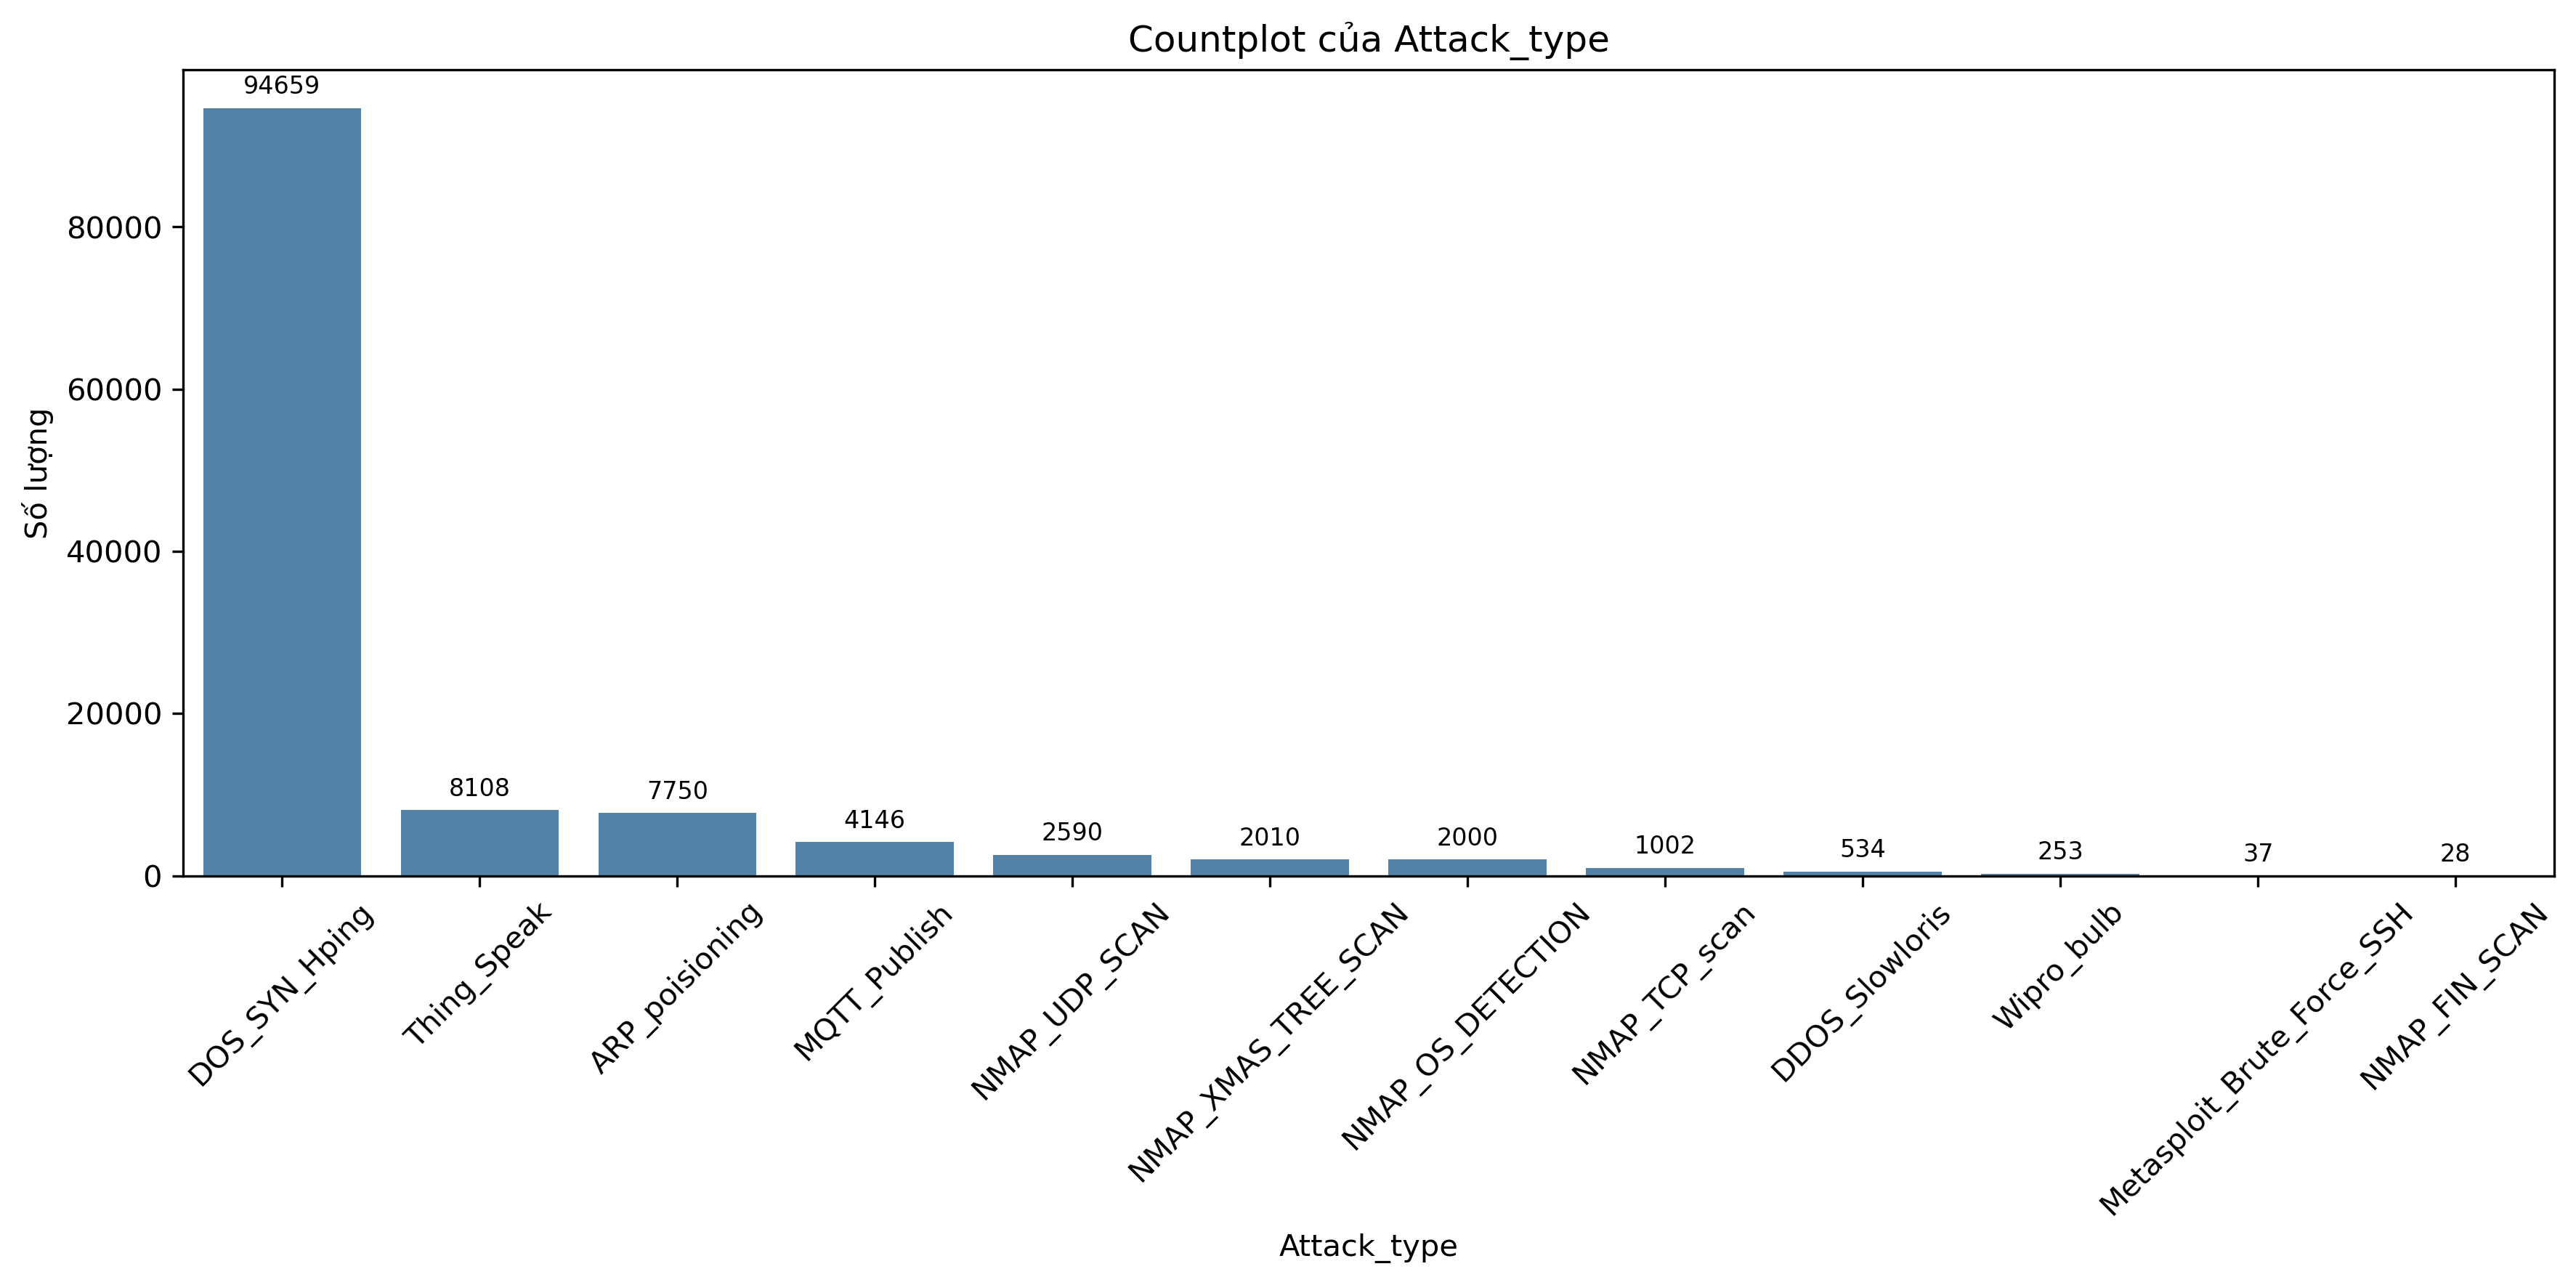 Countplot của Attack_type
94659
8108
7750
4146
2590
2010
2000
1002
534
253
37
28
80000
60000
40000
20000
0
Số lượng
DOS_SYN_Hping
Thing_Speak
ARP_poisioning
MQTT_Publish
NMAP_UDP_SCAN
NMAP_XMAS_TREE_SCAN
NMAP_OS_DETECTION
NMAP_TCP_scan
DDOS_Slowloris
Wipro_bulb
Metasploit_Brute_Force_SSH
NMAP_FIN_SCAN
Attack_type